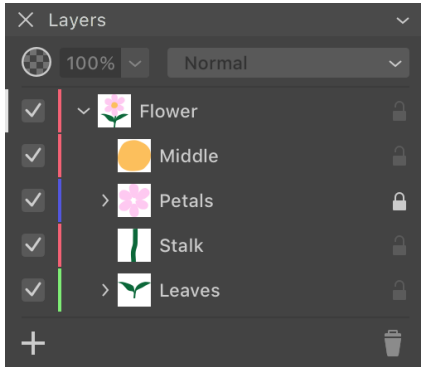 Layers
100% Normal
Flower
Middle
Petals
Stalk
Leaves